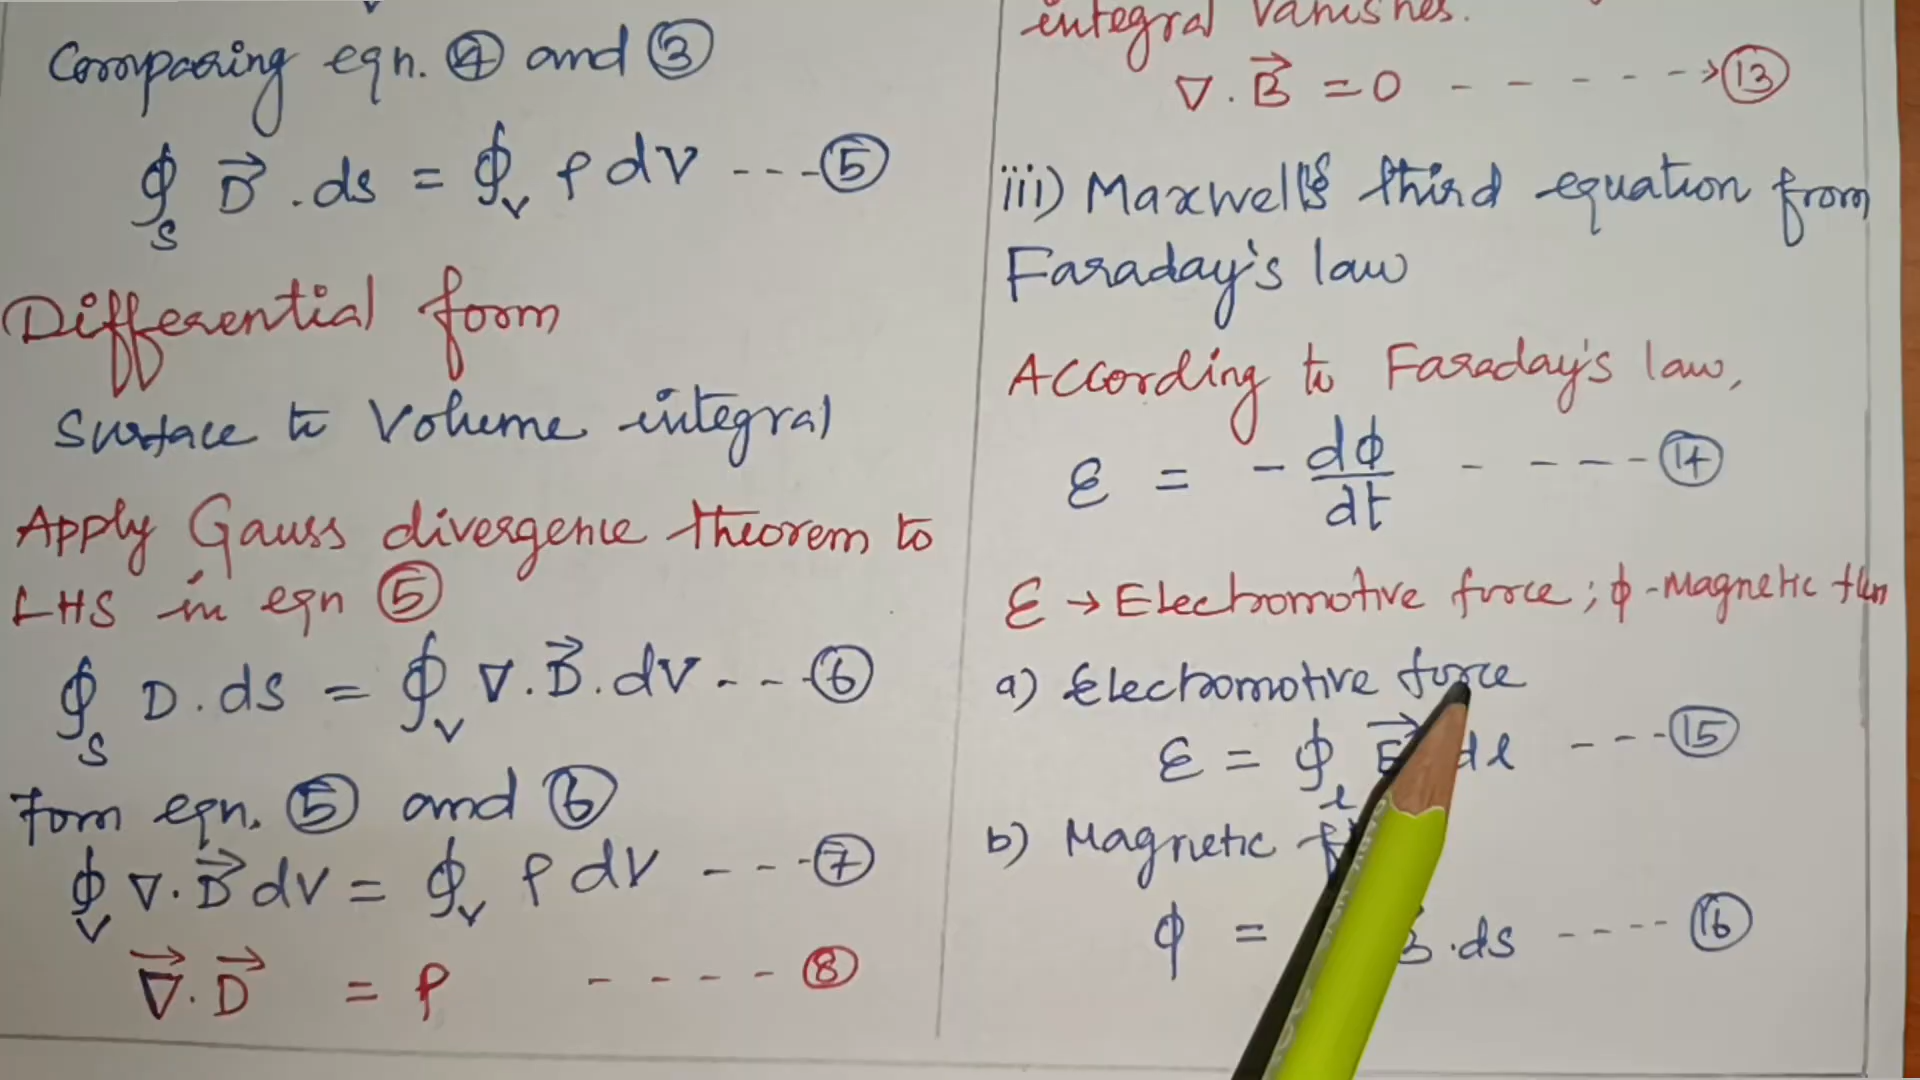 Comparing eqn. ④ and ③
∮s D⃗ . ds = ∮v ρ dV --- ⑤
Differential form
Surface to Volume integral
Apply Gauss divergence theorem to
LHS in eqn ⑤
∮s D . ds = ∮v ∇ . D⃗ . dV - - - ⑥
Form eqn. ⑤ and ⑥
∮v ∇ . D⃗ dV = ∮v ρ dV - - - ⑦
∇⃗ . D⃗ = ρ - - - - ⑧
integral vanishes.
∇ . B⃗ = 0 - - - - - -> ⑬
iii) Maxwell's third equation from
Faraday's law
According to Faraday's law,
ε = - dϕ/dt - - - - - ⑭
ε → Electromotive force ; ϕ - Magnetic
a) Electromotive force
ε = ∮l E⃗ dl - - - ⑮
b) Magnetic
ϕ = .ds - - - - ⑯